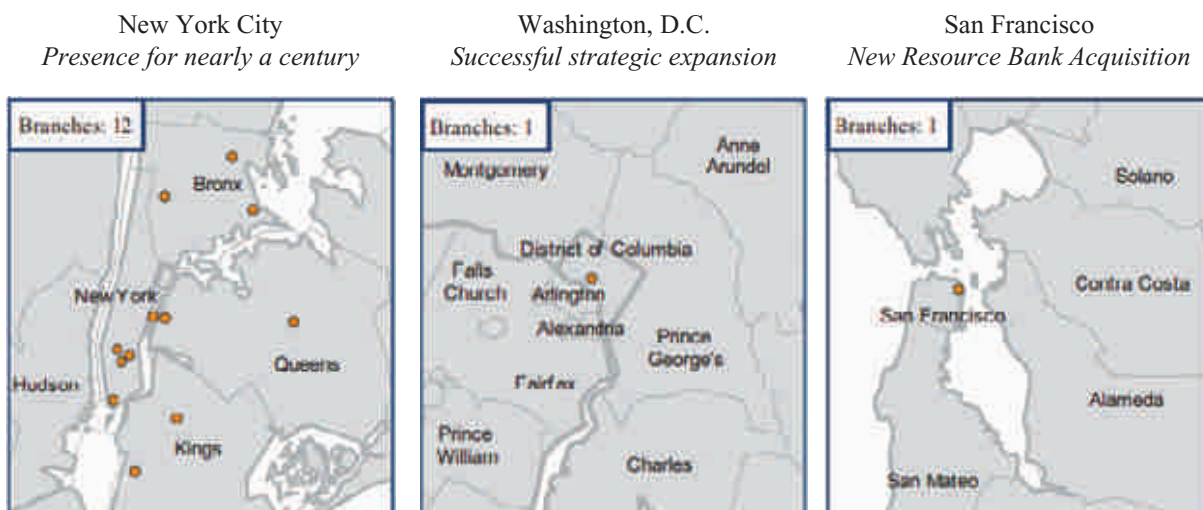 New York City
Presence for nearly a century
Branches: 12
Bronx
New York
Queens
Hudson
Kings
Washington, D.C.
Successful strategic expansion
Branches: 1
Anne
Arundel
Montgomery
District of Columbia
Falls
Church
Arlington
Alexandria
Prince
George's
Fairfax
Prince
William
Charles
San Francisco
New Resource Bank Acquisition
Branches: 1
Solano
Contra Costa
San Francisco
Alameda
San Mateo